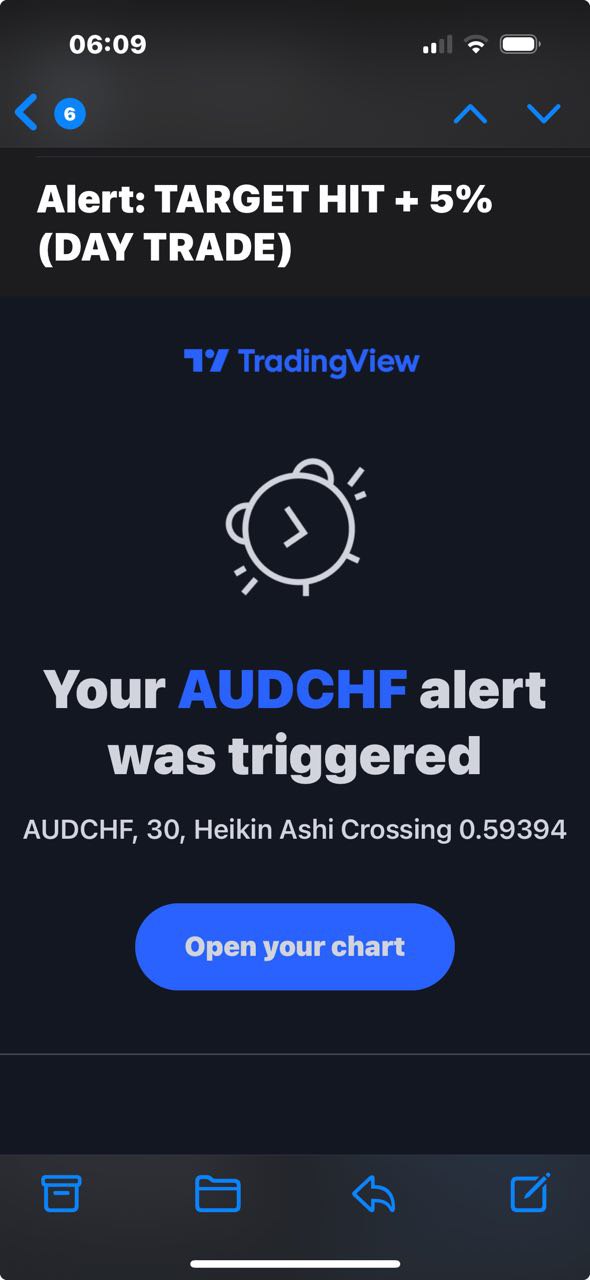 06:09
6
Alert: TARGET HIT + 5%
(DAY TRADE)
TradingView
Your AUDCHF alert
was triggered
AUDCHF, 30, Heikin Ashi Crossing 0.59394
Open your chart